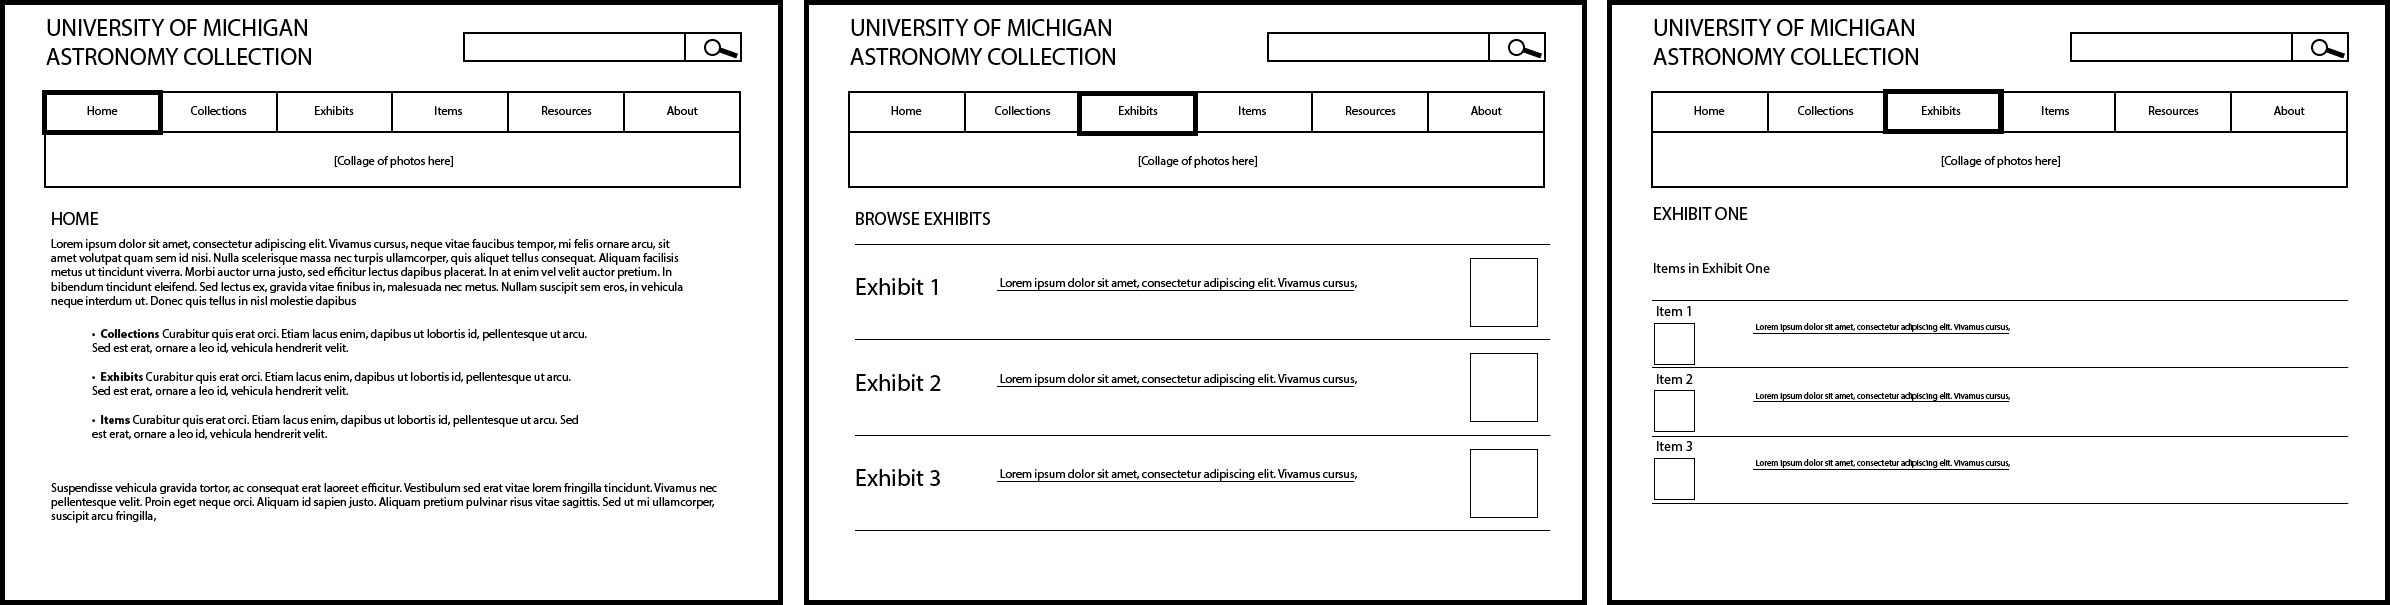 UNIVERSITY OF MICHIGAN
ASTRONOMY COLLECTION
Home
Collections
Exhibits
Items
Resources
About
[Collage of photos here]
HOME
Lorem ipsum dolor sit amet, consectetur adipiscing elit. Vivamus cursus, neque vitae faucibus tempor, mi felis ornare arcu, sit
amet volutpat quam sem id nisi. Nulla scelerisque massa nec turpis ullamcorper, quis aliquet tellus consequat. Aliquam facilisis
metus ut tincidunt viverra. Morbi auctor urna justo, sed efficitur lectus dapibus placerat. In at enim vel velit auctor pretium. In
bibendum tincidunt eleifend. Sed lectus ex, gravida vitae finibus in, malesuada nec metus. Nullam suscipit sem eros, in vehicula
neque interdum ut. Donec quis tellus in nisl molestie dapibus
• Collections Curabitur quis erat orci. Etiam lacus enim, dapibus ut lobortis id, pellentesque ut arcu.
Sed est erat, ornare a leo id, vehicula hendrerit velit.
• Exhibits Curabitur quis erat orci. Etiam lacus enim, dapibus ut lobortis id, pellentesque ut arcu.
Sed est erat, ornare a leo id, vehicula hendrerit velit.
• Items Curabitur quis erat orci. Etiam lacus enim, dapibus ut lobortis id, pellentesque ut arcu. Sed
est erat, ornare a leo id, vehicula hendrerit velit.
Suspendisse vehicula gravida tortor, ac consequat erat laoreet efficitur. Vestibulum sed erat vitae lorem fringilla tincidunt. Vivamus nec
pellentesque velit. Proin eget neque orci. Aliquam id sapien justo. Aliquam pretium pulvinar risus vitae sagittis. Sed ut mi ullamcorper,
suscipit arcu fringilla,
UNIVERSITY OF MICHIGAN
ASTRONOMY COLLECTION
Home
Collections
Exhibits
Items
Resources
About
[Collage of photos here]
BROWSE EXHIBITS
Exhibit 1
Lorem ipsum dolor sit amet, consectetur adipiscing elit. Vivamus cursus,
Exhibit 2
Lorem ipsum dolor sit amet, consectetur adipiscing elit. Vivamus cursus,
Exhibit 3
Lorem ipsum dolor sit amet, consectetur adipiscing elit. Vivamus cursus,
UNIVERSITY OF MICHIGAN
ASTRONOMY COLLECTION
Home
Collections
Exhibits
Items
Resources
About
[Collage of photos here]
EXHIBIT ONE
Items in Exhibit One
Item 1
Lorem ipsum dolor sit amet, consectetur adipiscing elit. Vivamus cursus,
Item 2
Lorem ipsum dolor sit amet, consectetur adipiscing elit. Vivamus cursus,
Item 3
Lorem ipsum dolor sit amet, consectetur adipiscing elit. Vivamus cursus,